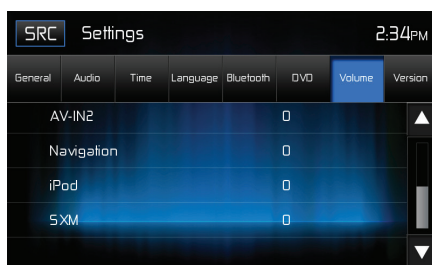 SRC Settings 2:34PM
General Audio Time Language Bluetooth DVD Volume Version
AV-IN2 0
Navigation 0
iPod 0
SXM 0